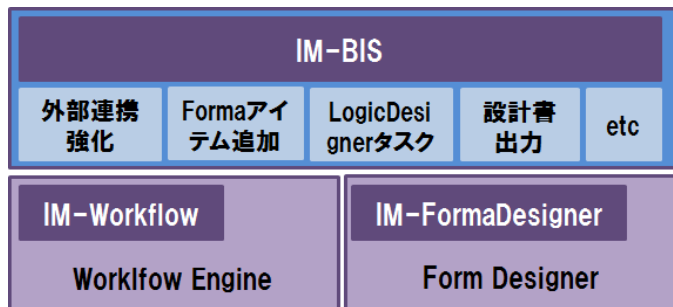 IM-BIS
外部連携
強化
Formaアイ
テム追加
LogicDesi
gnerタスク
設計書
出力
etc
IM-Workflow
IM-FormaDesigner
Worklfow Engine
Form Designer